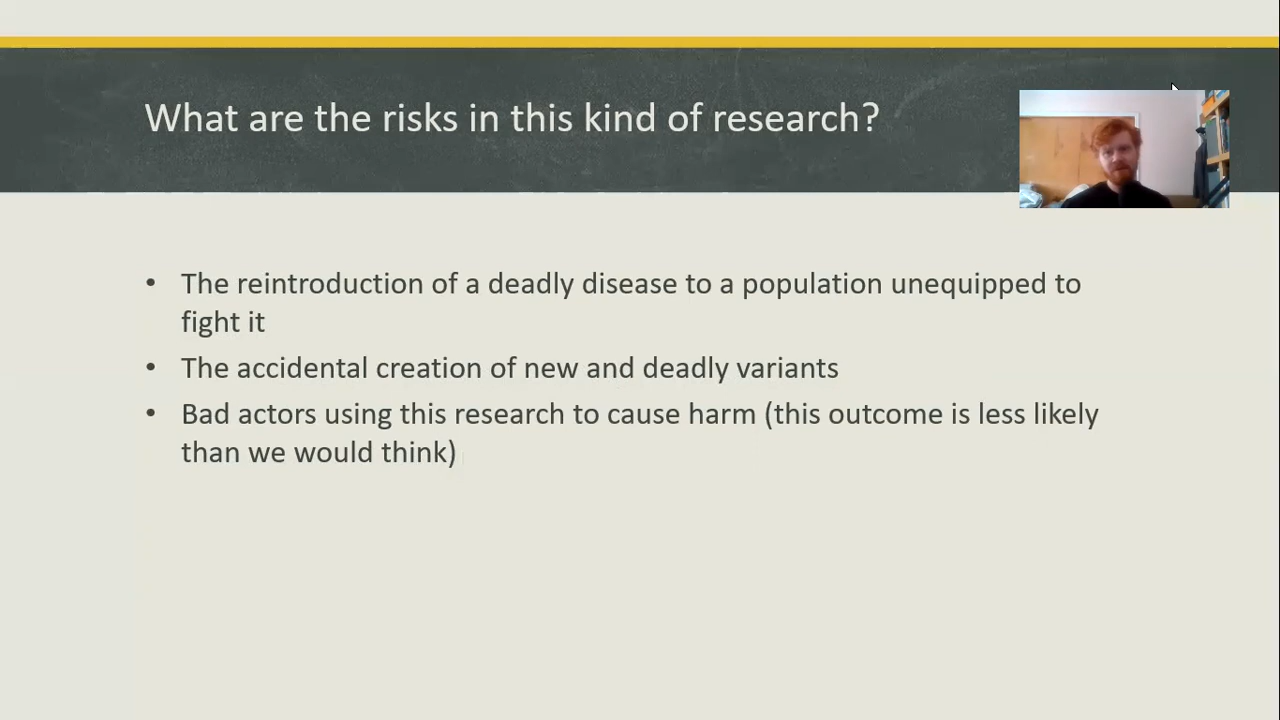 What are the risks in this kind of research?
• The reintroduction of a deadly disease to a population unequipped to
fight it
• The accidental creation of new and deadly variants
• Bad actors using this research to cause harm (this outcome is less likely
than we would think)